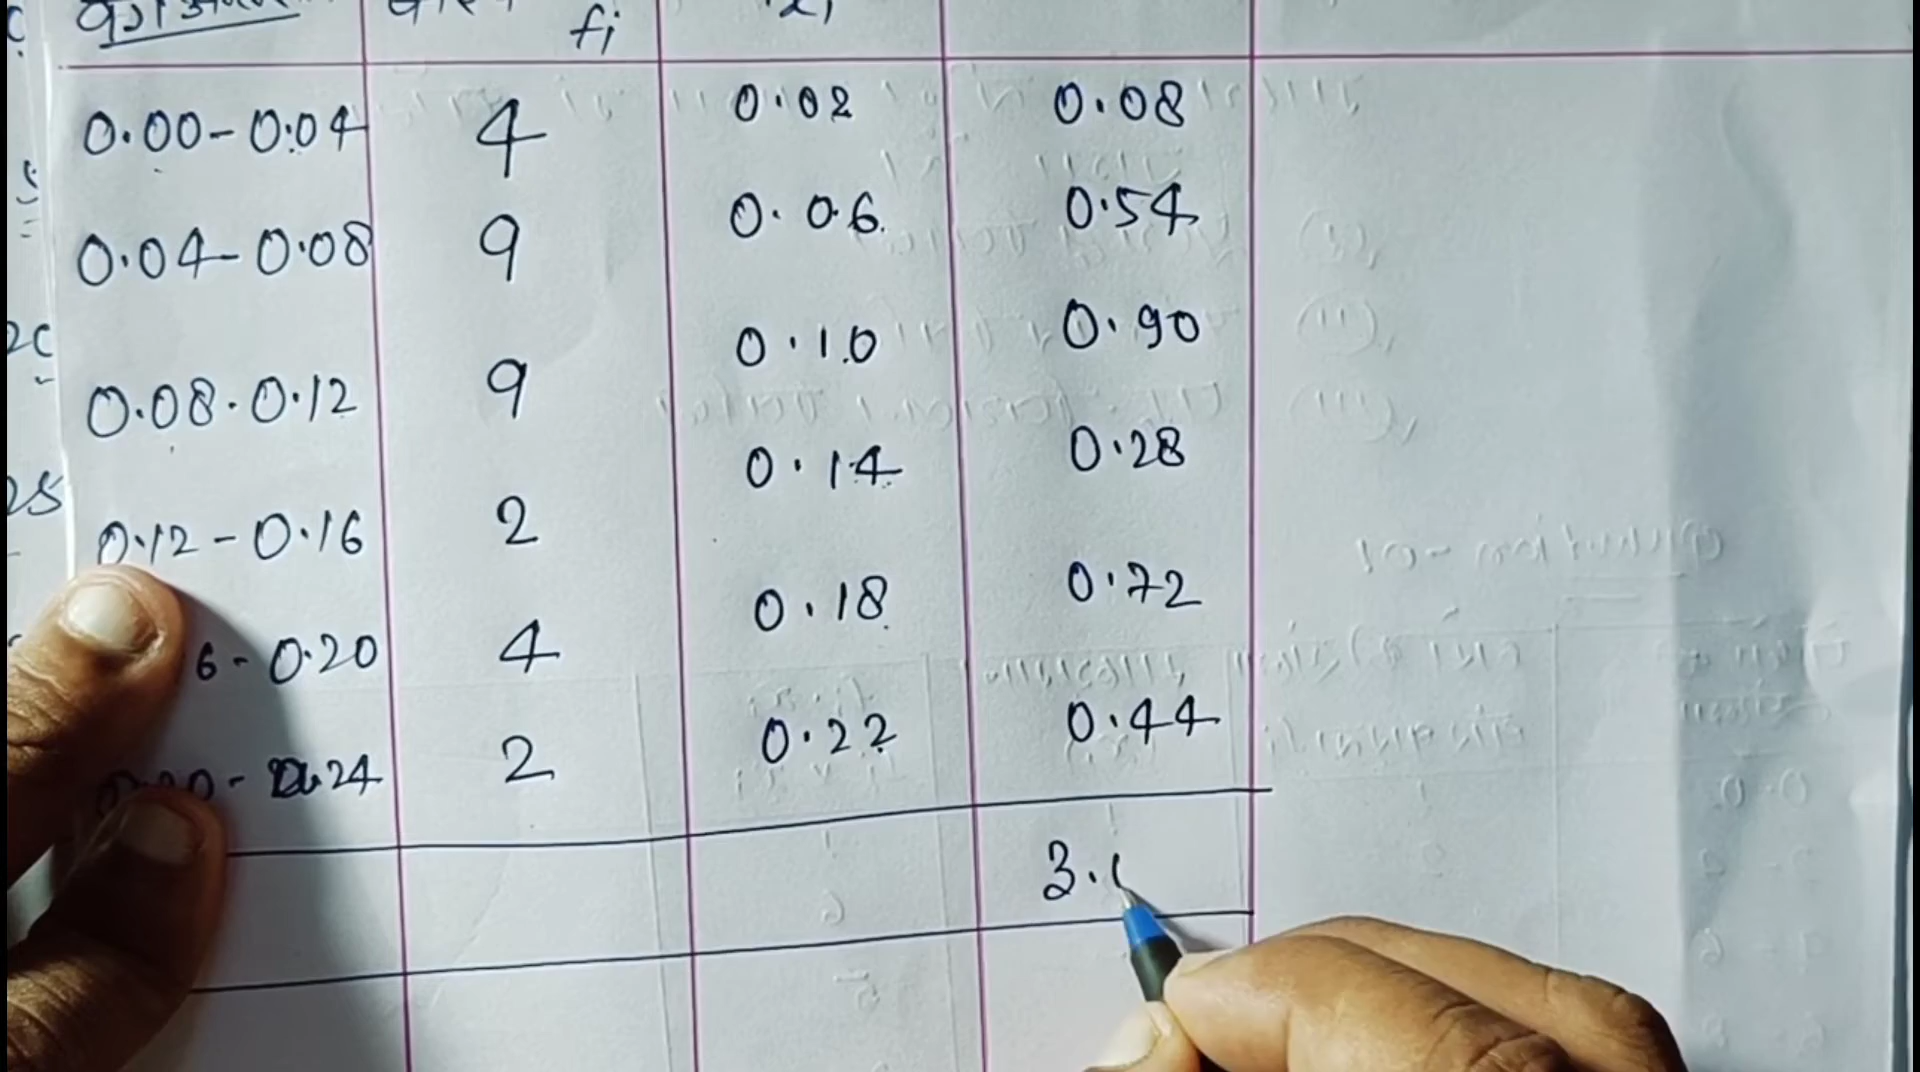 fi
0.00-0.04 4 0.02 0.08
0.04-0.08 9 0.06 0.54
0.08-0.12 9 0.10 0.90
0.12-0.16 2 0.14 0.28
6-0.20 4 0.18 0.72
0-0.24 2 0.22 0.44
3.